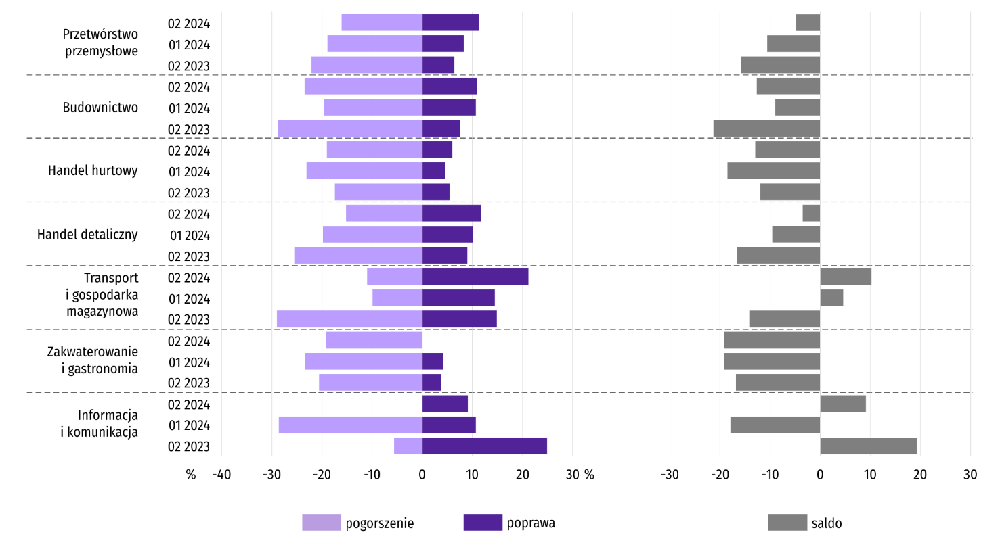 Przetwórstwo
przemysłowe
02 2024
01 2024
02 2023
Budownictwo
02 2024
01 2024
02 2023
Handel hurtowy
02 2024
01 2024
02 2023
Handel detaliczny
02 2024
01 2024
02 2023
Transport
i gospodarka
magazynowa
02 2024
01 2024
02 2023
Zakwaterowanie
i gastronomia
02 2024
01 2024
02 2023
Informacja
i komunikacja
02 2024
01 2024
02 2023
% -40 -30 -20 -10 0 10 20 30 % -30 -20 -10 0 10 20 30
pogorszenie poprawa saldo